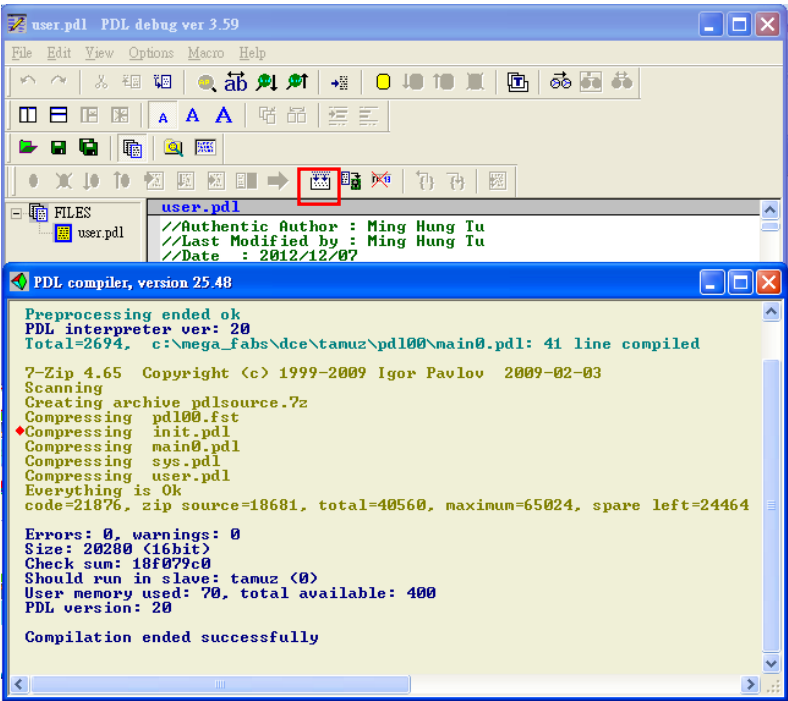 user.pdl PDL debug ver 3.59
File Edit View Options Macro Help
FILES
user.pdl
user.pdl
//Authentic Author : Ming Hung Tu
//Last Modified by : Ming Hung Tu
//Date : 2012/12/07
PDL compiler, version 25.48
Preprocessing ended ok
PDL interpreter ver: 20
Total=2694, c:\mega_fabs\dce\tamuz\pdl00\main0.pdl: 41 line compiled
7-Zip 4.65 Copyright (c) 1999-2009 Igor Pavlov 2009-02-03
Scanning
Creating archive pdlsource.7z
Compressing pdl00.fst
Compressing init.pdl
Compressing main0.pdl
Compressing sys.pdl
Compressing user.pdl
Everything is Ok
code=21876, zip source=18681, total=40560, maximum=65024, spare left=24464
Errors: 0, warnings: 0
Size: 20280 (16bit)
Check sum: 18f079c0
Should run in slave: tamuz (0)
User memory used: 70, total available: 400
PDL version: 20
Compilation ended successfully